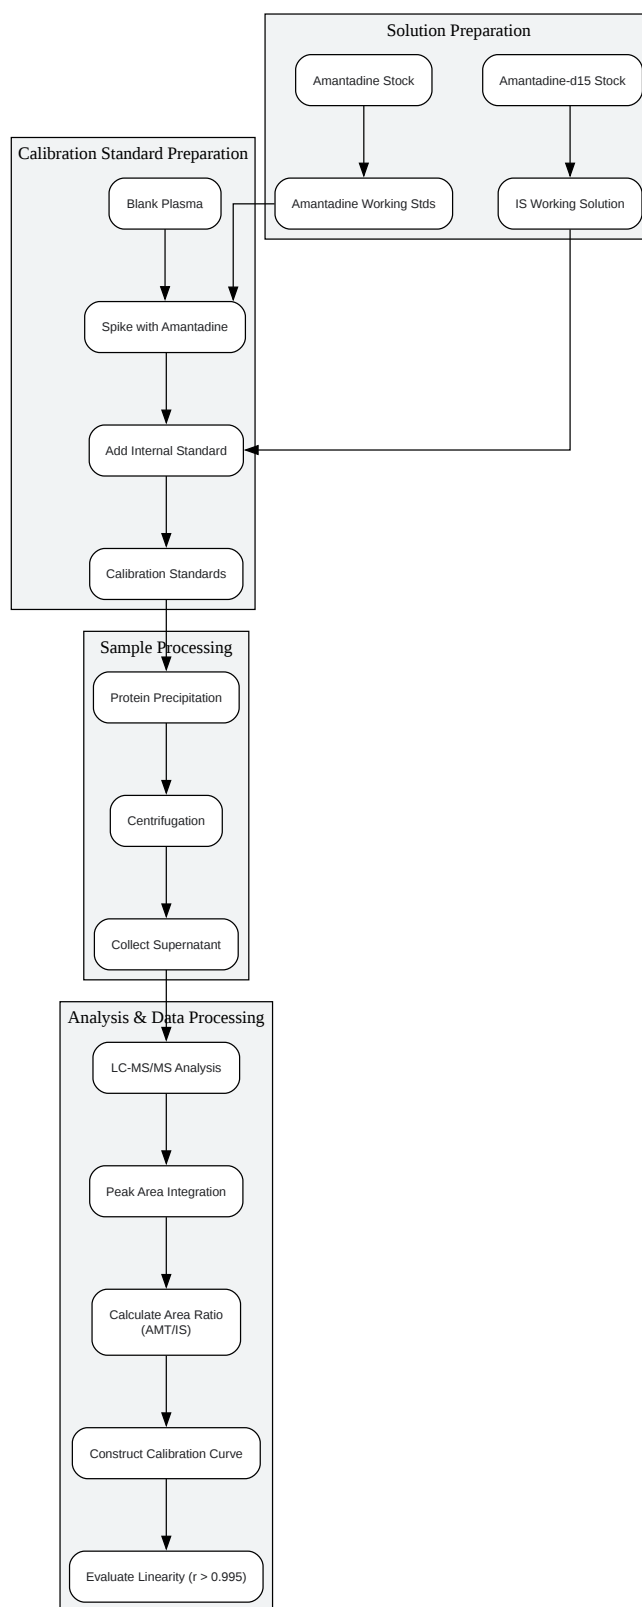 Solution Preparation
Amantadine Stock
Amantadine-d15 Stock
Calibration Standard Preparation
Blank Plasma
Amantadine Working Stds
IS Working Solution
Spike with Amantadine
Add Internal Standard
Calibration Standards
Sample Processing
Protein Precipitation
Centrifugation
Collect Supernatant
Analysis & Data Processing
LC-MS/MS Analysis
Peak Area Integration
Calculate Area Ratio
(AMT/IS)
Construct Calibration Curve
Evaluate Linearity (r > 0.995)